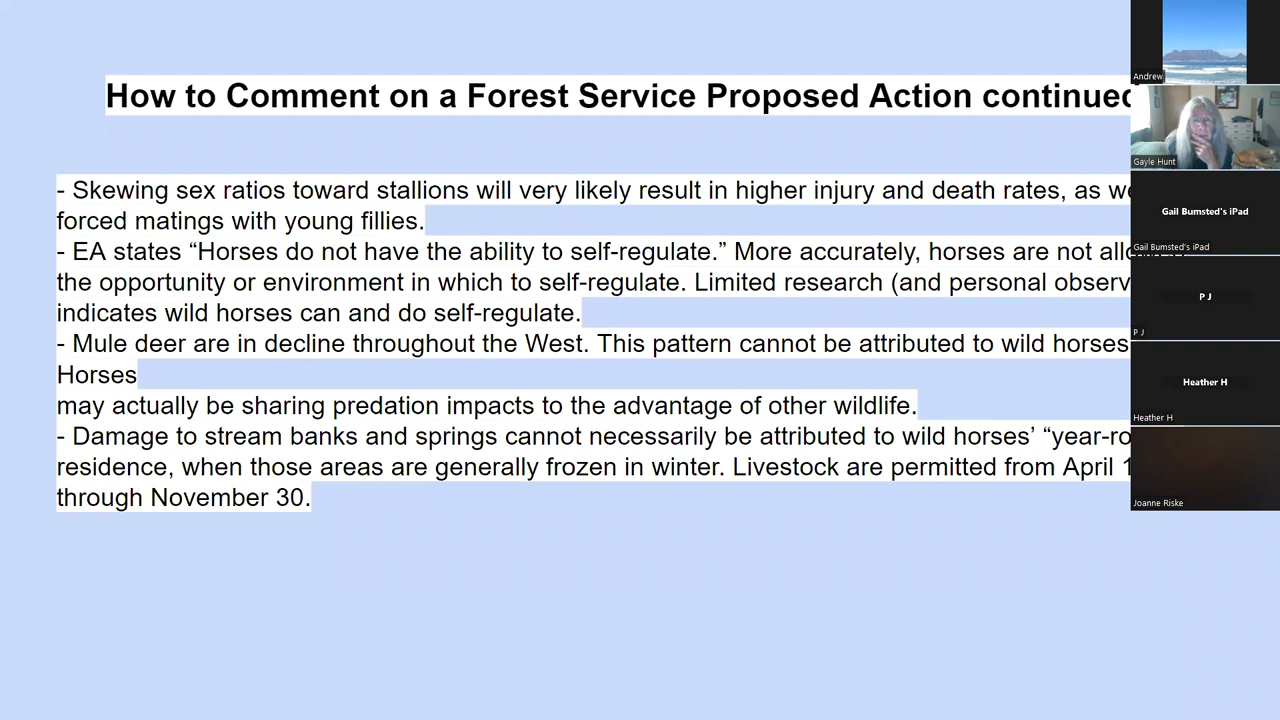 How to Comment on a Forest Service Proposed Action continued
- Skewing sex ratios toward stallions will very likely result in higher injury and death rates, as
forced matings with young fillies.
- EA states “Horses do not have the ability to self-regulate.” More accurately, horses are not
the opportunity or environment in which to self-regulate. Limited research (and personal
indicates wild horses can and do self-regulate.
- Mule deer are in decline throughout the West. This pattern cannot be attributed to wild horses
Horses
may actually be sharing predation impacts to the advantage of other wildlife.
- Damage to stream banks and springs cannot necessarily be attributed to wild horses’
residence, when those areas are generally frozen in winter. Livestock are permitted from April
through November 30.
Andrew
Gayle Hunt
Gail Bumsted's iPad
Gail Bumsted's iPad
P J
P J
Heather H
Heather H
Joanne Riske